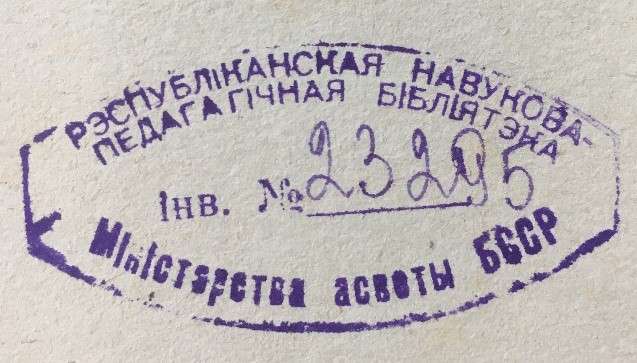 РЭСПУБЛІКАНСКАЯ НАВУКОВА-
ПЕДАГАГІЧНАЯ БІБЛІЯТЭКА
Інв. № 23295
Міністэрства асветы БССР